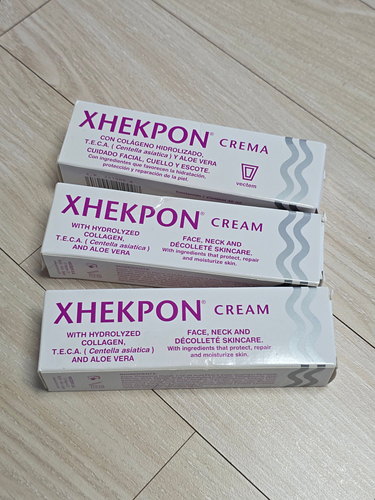 XHEKPON® CREMA
CON COLÁGENO HIDROLIZADO,
T.E.C.A. ( Centella asiatica ) Y ALOE VERA
CUIDADO FACIAL, CUELLO Y ESCOTE.
Con ingredientes que favorecen la hidratación,
protección y reparación de la piel.
vectem
XHEKPON® CREAM
WITH HYDROLYZED
COLLAGEN,
T.E.C.A. ( Centella asiatica )
AND ALOE VERA
FACE, NECK AND
DÉCOLLETÉ SKINCARE.
With ingredients that protect, repair
and moisturize skin.
XHEKPON® CREAM
WITH HYDROLYZED
COLLAGEN,
T.E.C.A. ( Centella asiatica )
AND ALOE VERA
FACE, NECK AND
DÉCOLLETÉ SKINCARE.
With ingredients that protect, repair
and moisturize skin.